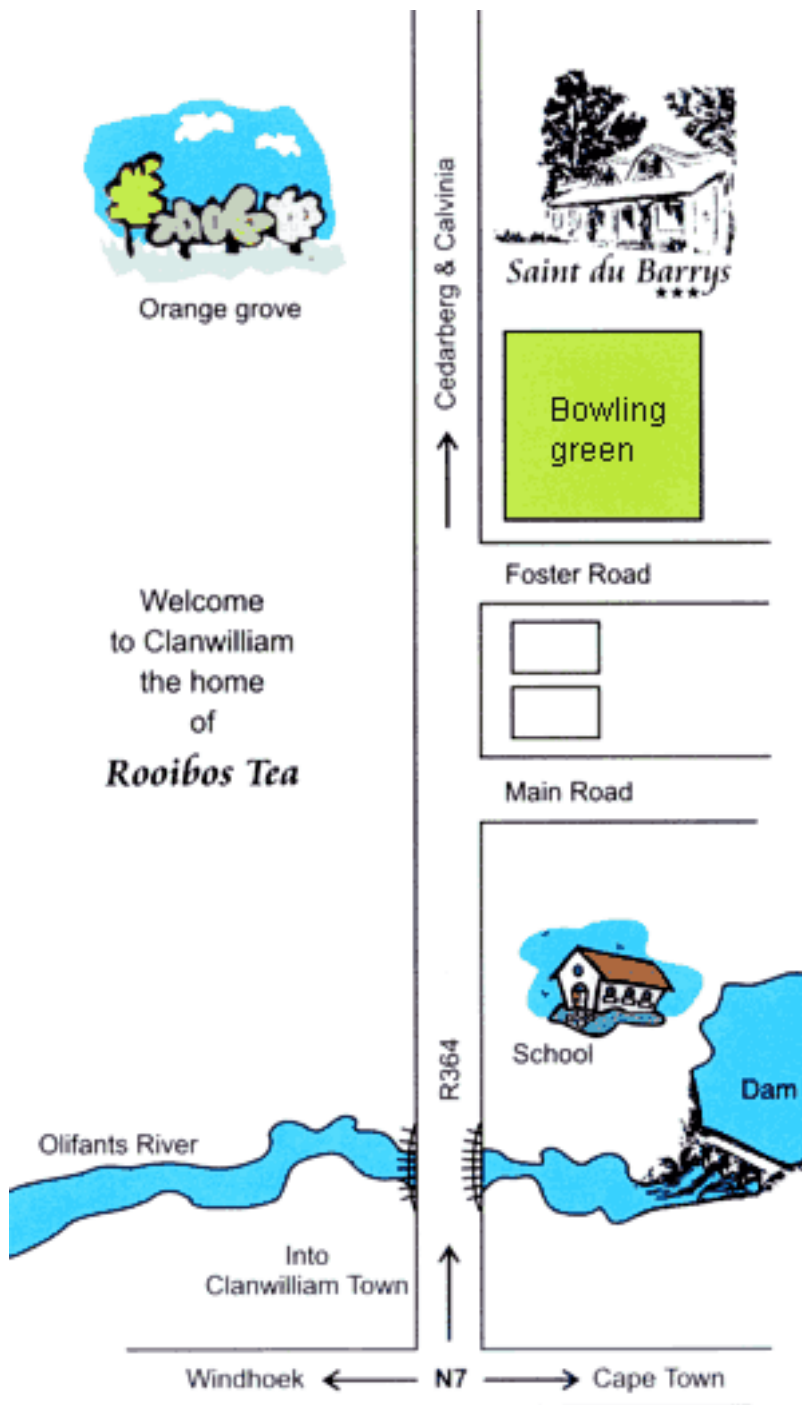 Cedarberg & Calvinia
Saint du Barrys
Orange grove
Bowling
green
Foster Road
Welcome
to Clanwilliam
the home
of
Rooibos Tea
Main Road
School
R364
Dam
Olifants River
Into
Clanwilliam Town
Windhoek
N7
Cape Town